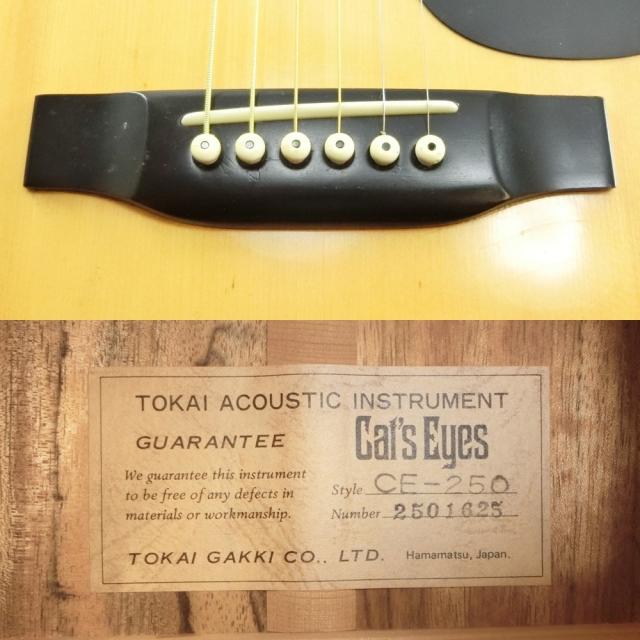 TOKAI ACOUSTIC INSTRUMENT
GUARANTEE
Cat's Eyes
We guarantee this instrument
to be free of any defects in
materials or workmanship.
Style CE-250
Number 2501625
TOKAI GAKKI CO., LTD. Hamamatsu, Japan.